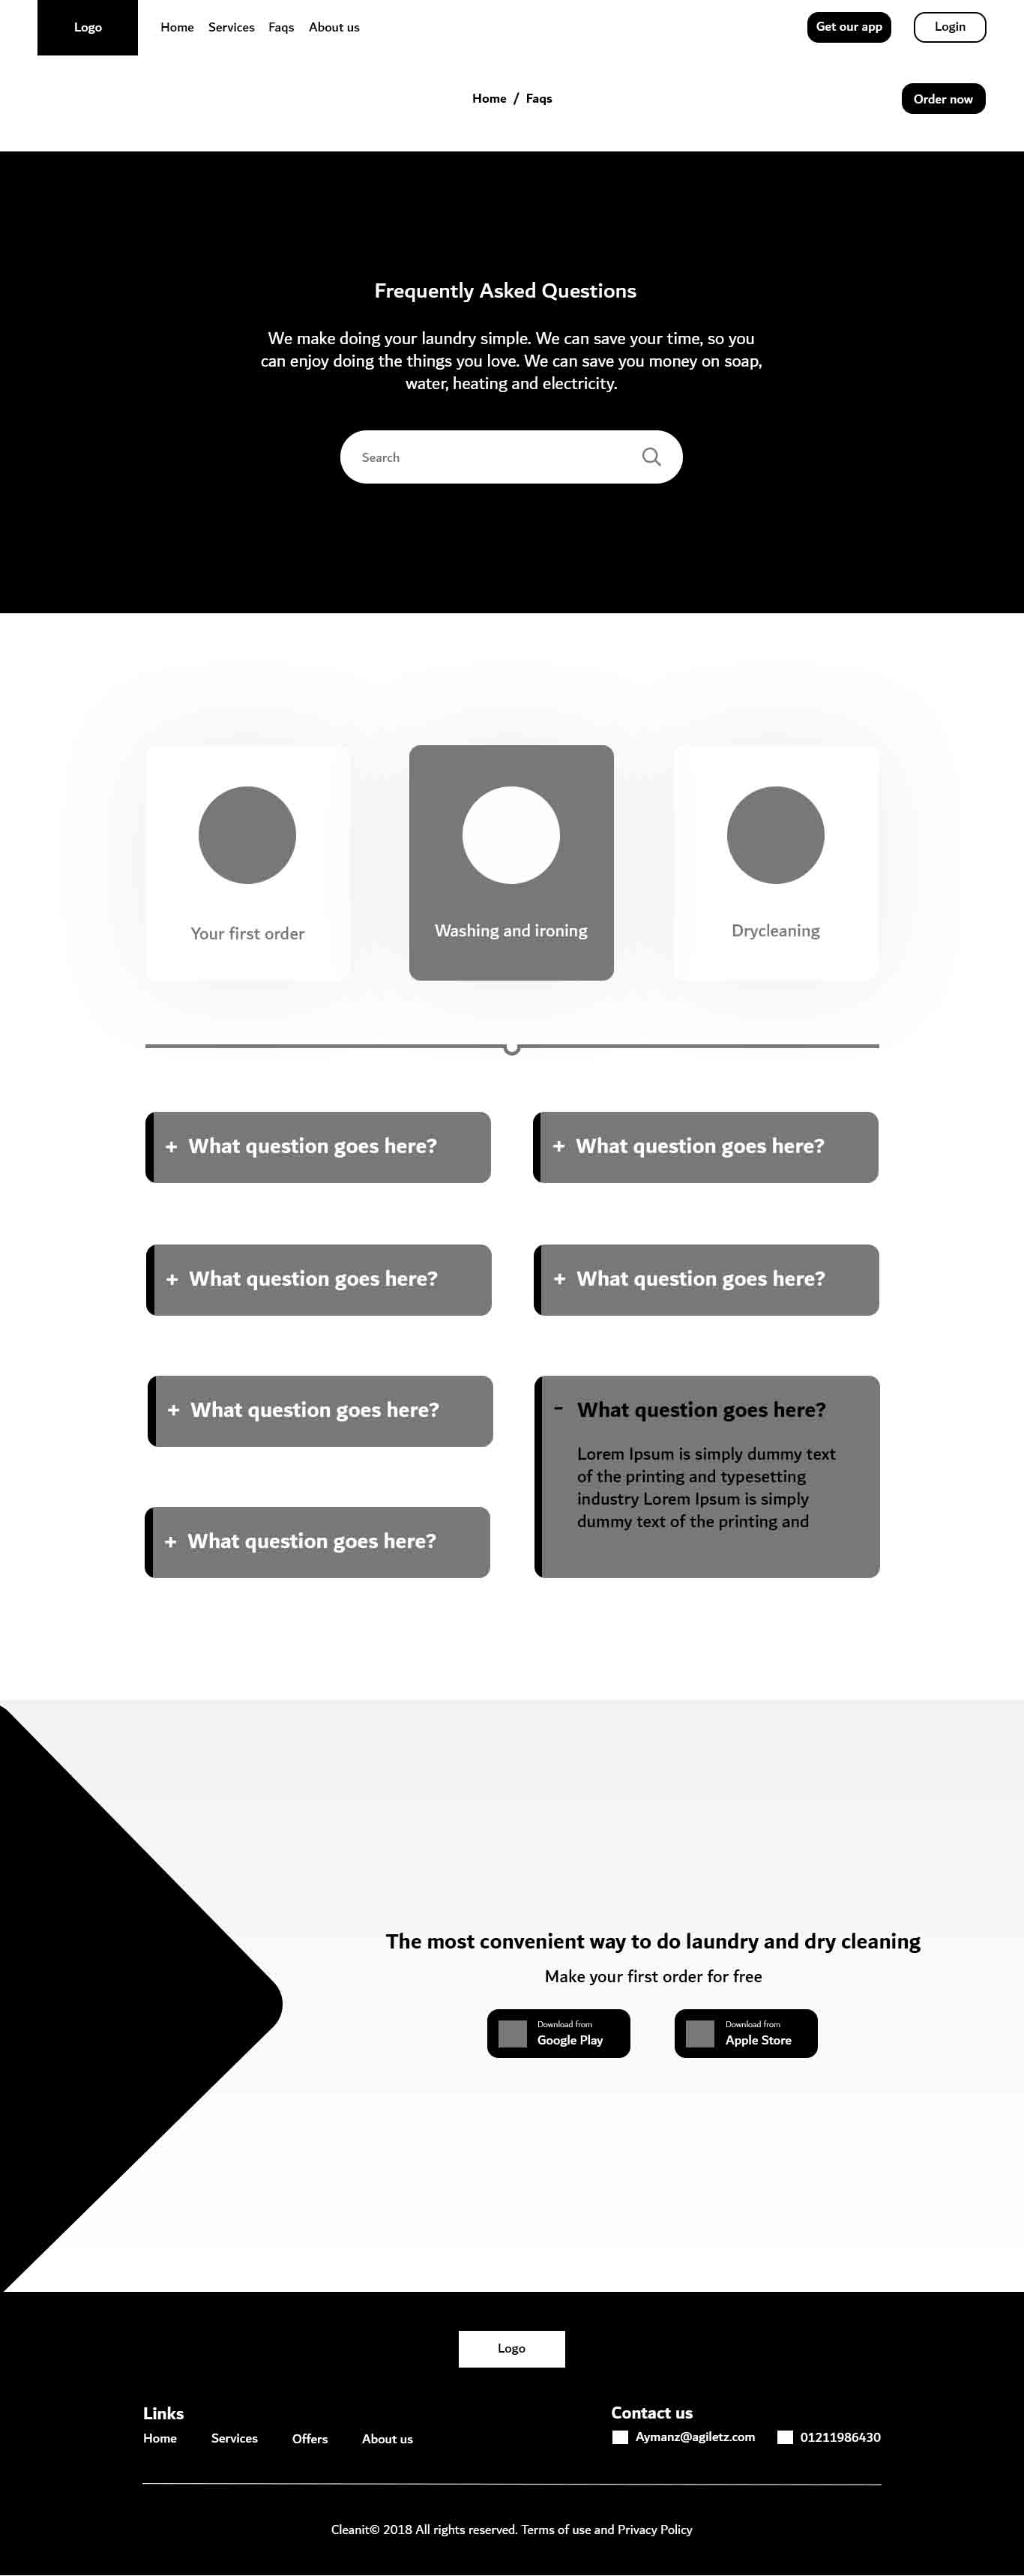 Logo
Home Services Faqs About us
Get our app
Login
Home / Faqs
Order now
Frequently Asked Questions
We make doing your laundry simple. We can save your time, so you
can enjoy doing the things you love. We can save you money on soap,
water, heating and electricity.
Search
Your first order
Washing and ironing
Drycleaning
+ What question goes here?
+ What question goes here?
+ What question goes here?
+ What question goes here?
+ What question goes here?
- What question goes here?
Lorem Ipsum is simply dummy text
of the printing and typesetting
industry Lorem Ipsum is simply
dummy text of the printing and
+ What question goes here?
The most convenient way to do laundry and dry cleaning
Make your first order for free
Download from
Google Play
Download from
Apple Store
Logo
Links
Home Services Offers About us
Contact us
Aymanz@agiletz.com 01211986430
Cleanit© 2018 All rights reserved. Terms of use and Privacy Policy